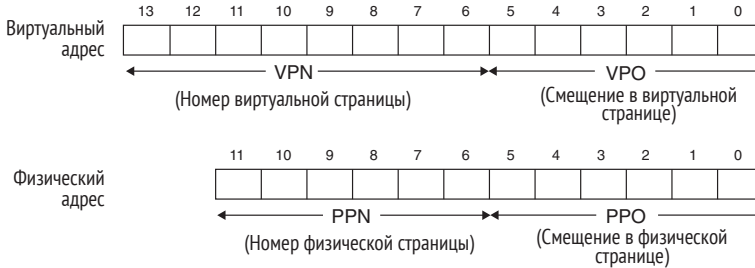 13 12 11 10 9 8 7 6 5 4 3 2 1 0
Виртуальный
адрес
VPN VPO
(Номер виртуальной страницы) (Смещение в виртуальной
странице)
11 10 9 8 7 6 5 4 3 2 1 0
Физический
адрес
PPN PPO
(Номер физической страницы) (Смещение в физической
странице)